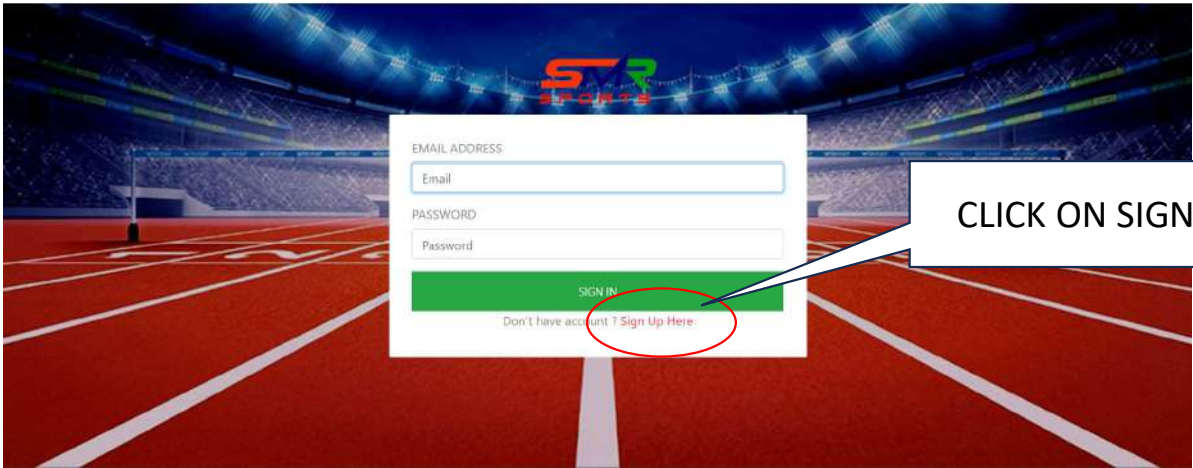 SMR
SPORTS
EMAIL ADDRESS
Email
PASSWORD
Password
CLICK ON SIGN
SIGN IN
Don't have account ? Sign Up Here